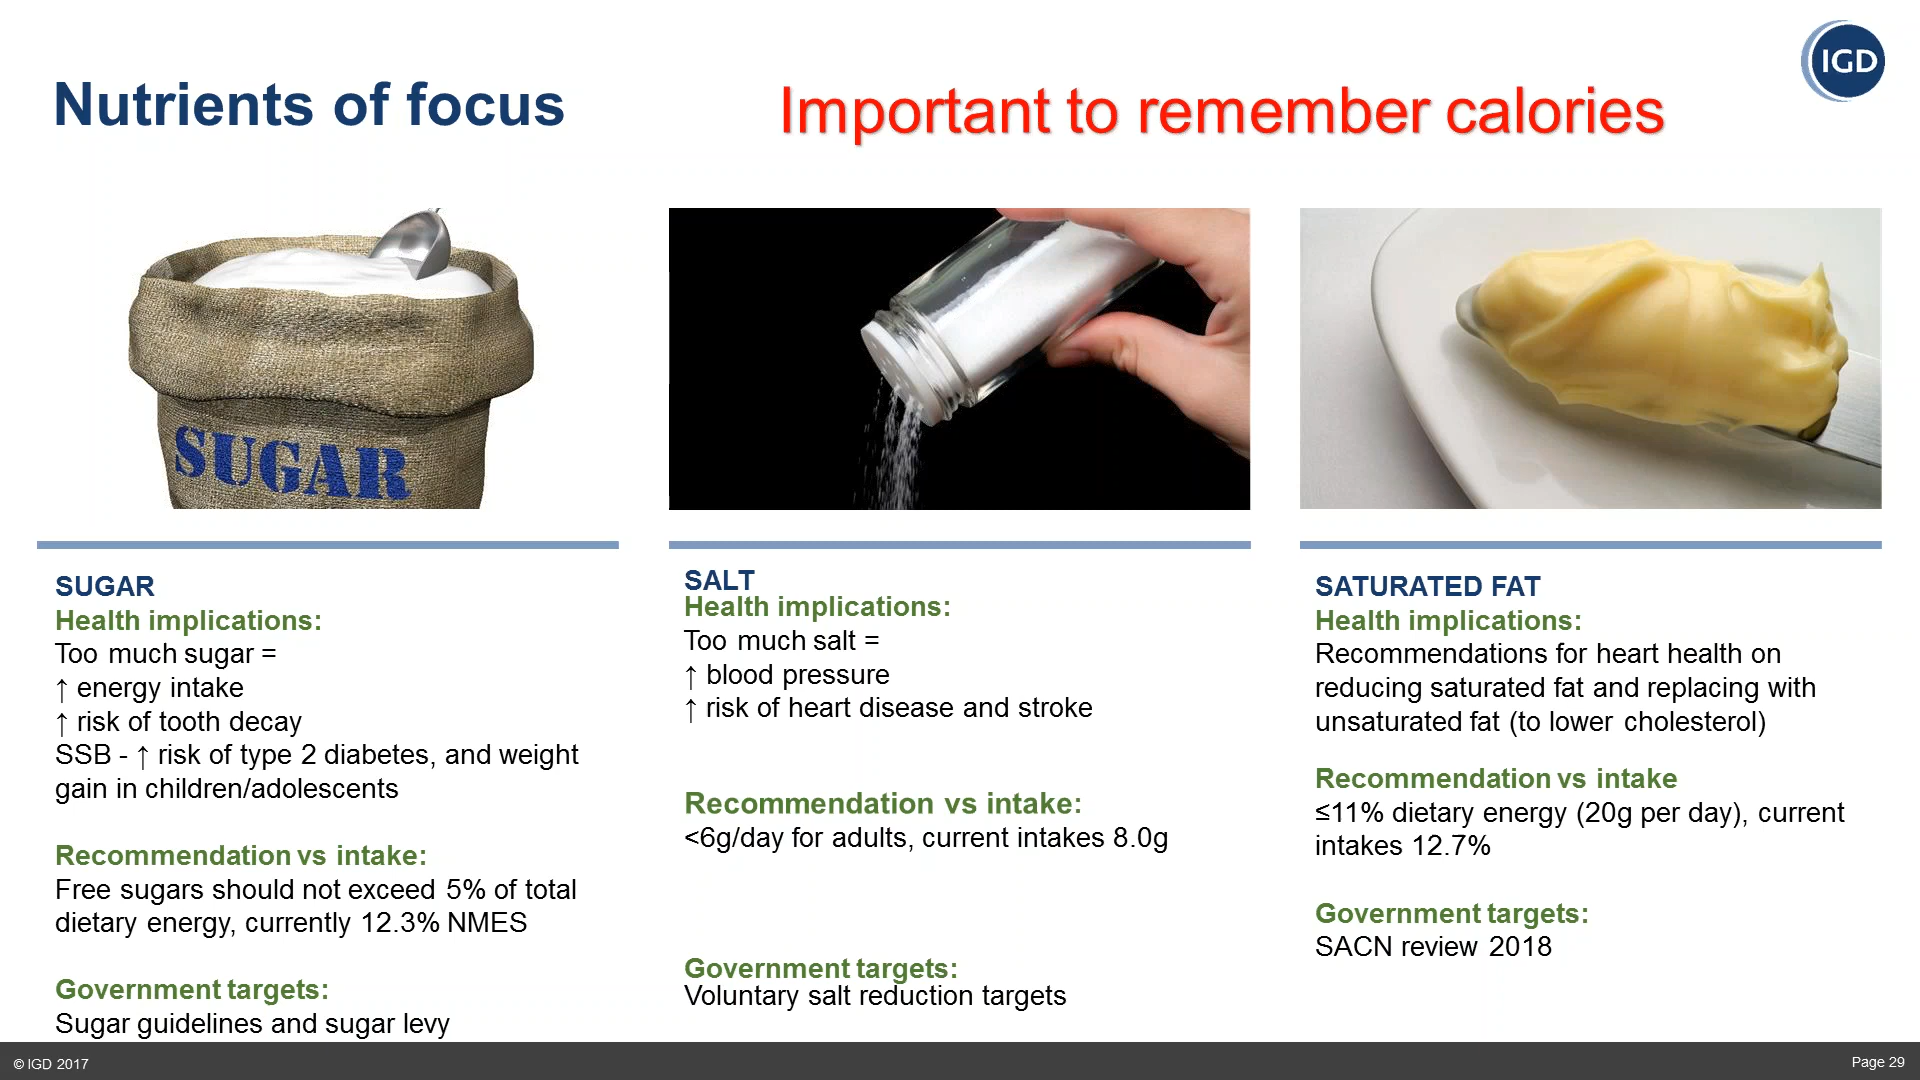 Nutrients of focus
Important to remember calories
IGD
SUGAR
SUGAR
Health implications:
Too much sugar =
↑ energy intake
↑ risk of tooth decay
SSB - ↑ risk of type 2 diabetes, and weight
gain in children/adolescents
Recommendation vs intake:
Free sugars should not exceed 5% of total
dietary energy, currently 12.3% NMES
Government targets:
Sugar guidelines and sugar levy
SALT
Health implications:
Too much salt =
↑ blood pressure
↑ risk of heart disease and stroke
Recommendation vs intake:
<6g/day for adults, current intakes 8.0g
Government targets:
Voluntary salt reduction targets
SATURATED FAT
Health implications:
Recommendations for heart health on
reducing saturated fat and replacing with
unsaturated fat (to lower cholesterol)
Recommendation vs intake
≤11% dietary energy (20g per day), current
intakes 12.7%
Government targets:
SACN review 2018
© IGD 2017
Page 29